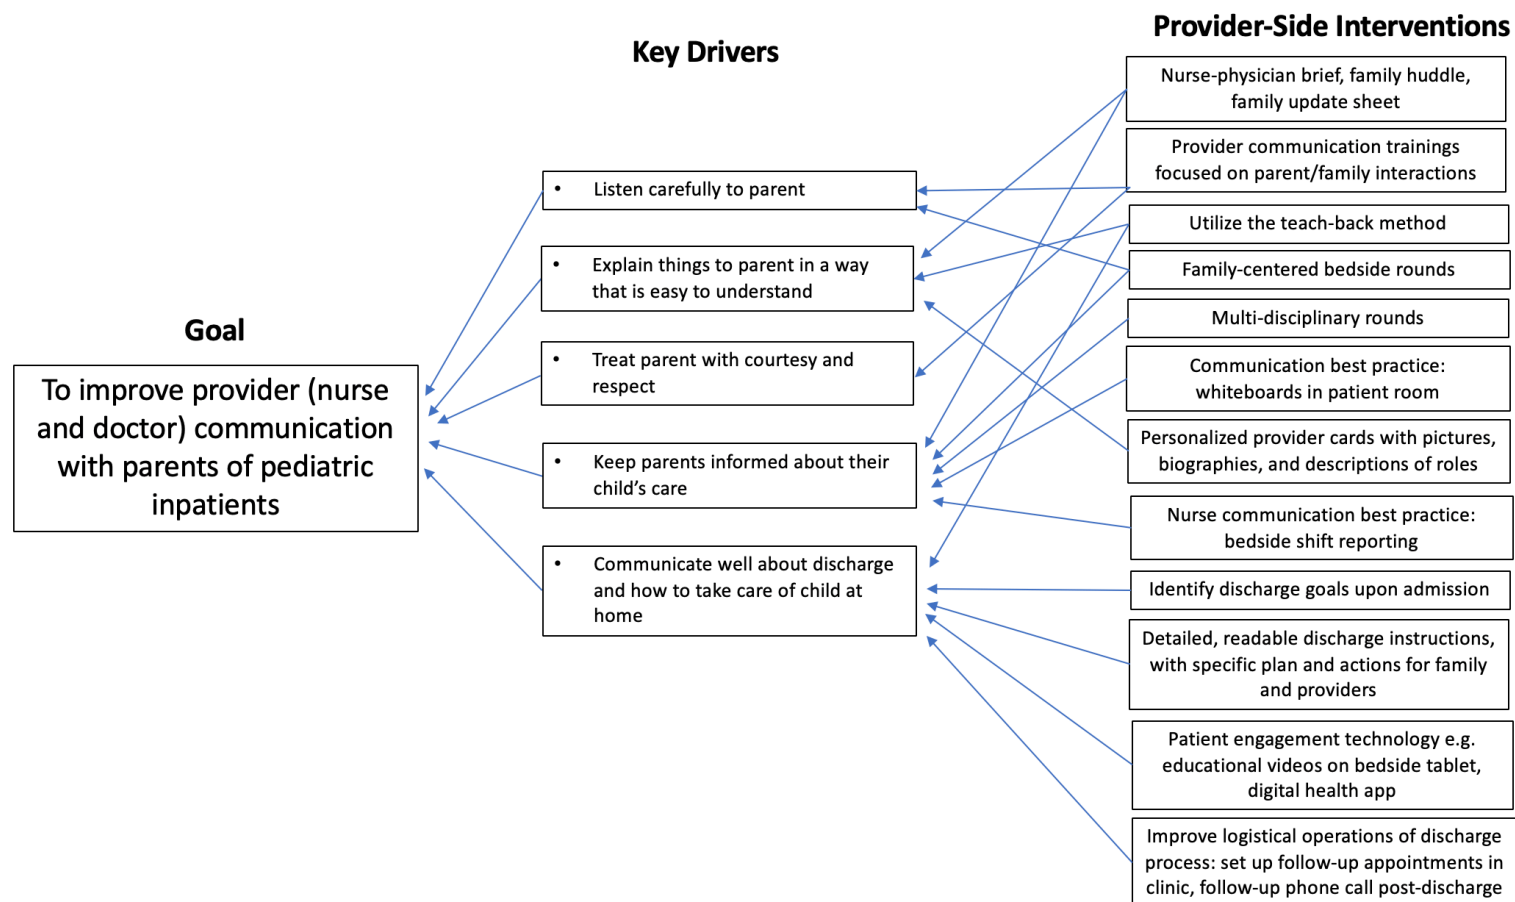 Provider-Side Interventions
Key Drivers
Goal
To improve provider (nurse
and doctor) communication
with parents of pediatric
inpatients
• Listen carefully to parent
• Explain things to parent in a way
that is easy to understand
• Treat parent with courtesy and
respect
• Keep parents informed about their
child’s care
• Communicate well about discharge
and how to take care of child at
home
Nurse-physician brief, family huddle,
family update sheet
Provider communication trainings
focused on parent/family interactions
Utilize the teach-back method
Family-centered bedside rounds
Multi-disciplinary rounds
Communication best practice:
whiteboards in patient room
Personalized provider cards with pictures,
biographies, and descriptions of roles
Nurse communication best practice:
bedside shift reporting
Identify discharge goals upon admission
Detailed, readable discharge instructions,
with specific plan and actions for family
and providers
Patient engagement technology e.g.
educational videos on bedside tablet,
digital health app
Improve logistical operations of discharge
process: set up follow-up appointments in
clinic, follow-up phone call post-discharge